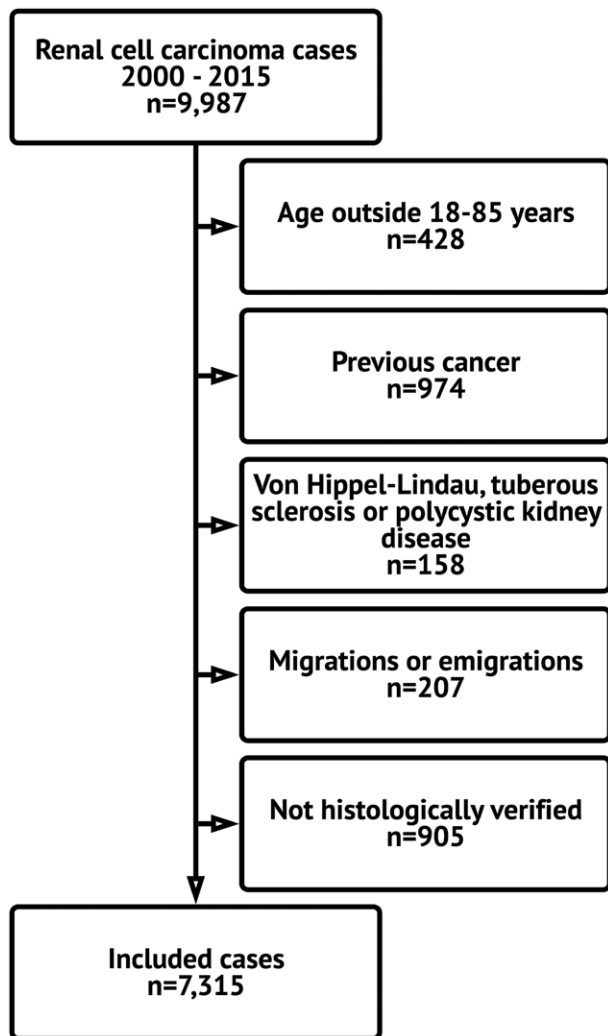 Renal cell carcinoma cases
2000 - 2015
n=9,987
Age outside 18-85 years
n=428
Previous cancer
n=974
Von Hippel-Lindau, tuberous
sclerosis or polycystic kidney
disease
n=158
Migrations or emigrations
n=207
Not histologically verified
n=905
Included cases
n=7,315